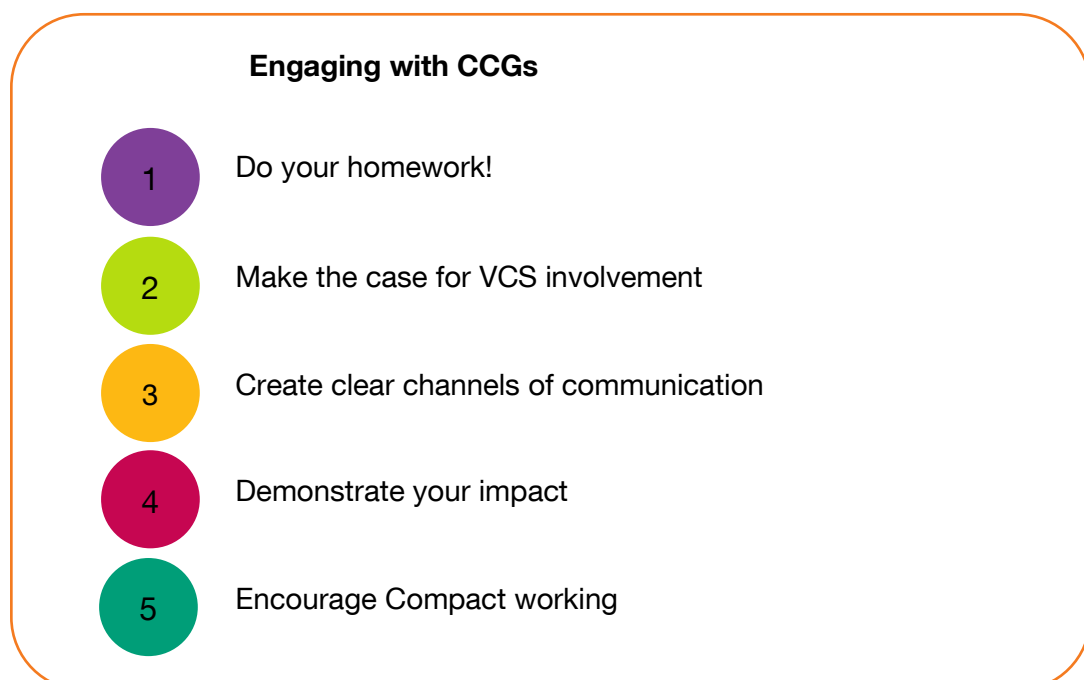 Engaging with CCGs
1 Do your homework!
2 Make the case for VCS involvement
3 Create clear channels of communication
4 Demonstrate your impact
5 Encourage Compact working